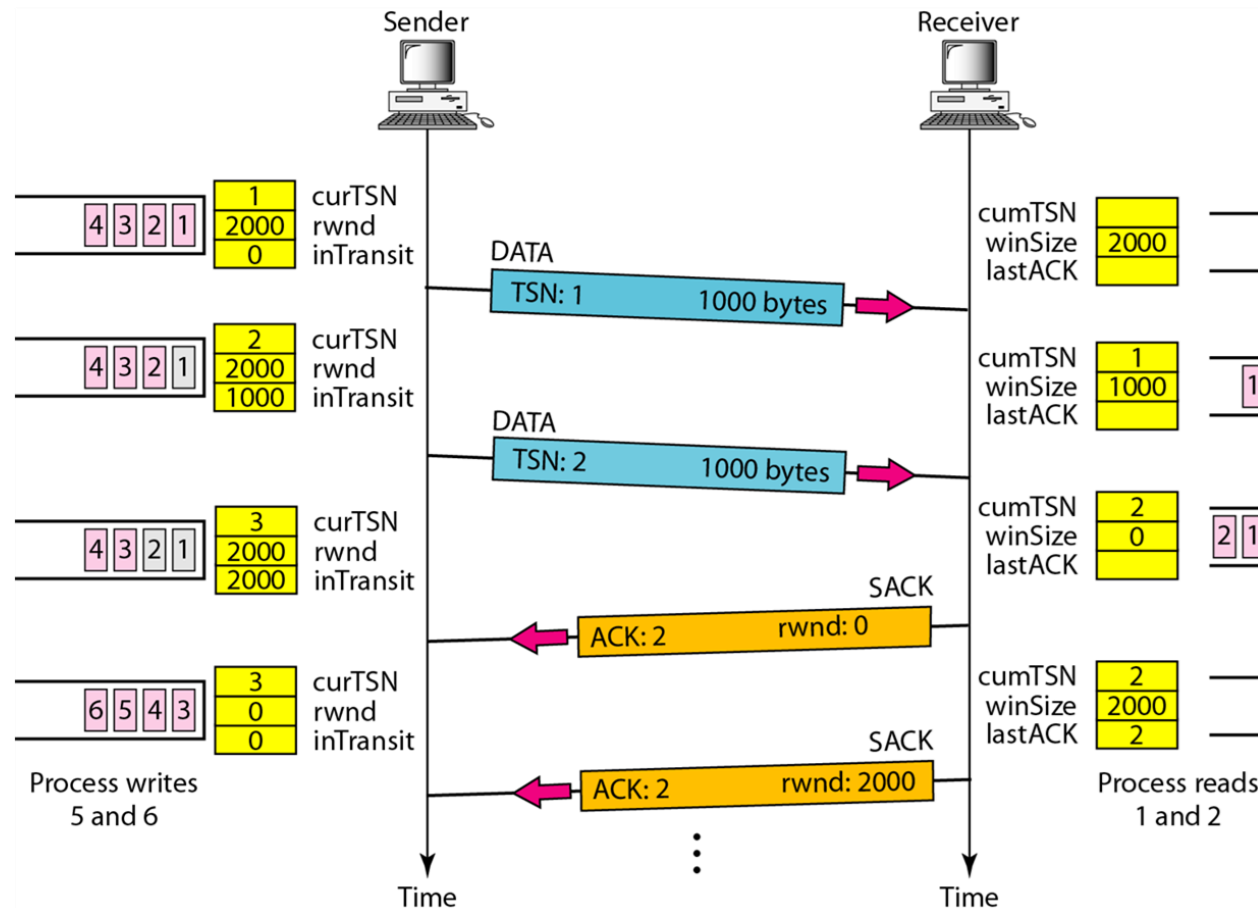 Sender
Receiver
4 3 2 1
1 curTSN
2000 rwnd
0 inTransit
cumTSN
winSize 2000
lastACK
DATA
TSN: 1 1000 bytes
4 3 2 1
2 curTSN
2000 rwnd
1000 inTransit
cumTSN 1
winSize 1000
lastACK
1
DATA
TSN: 2 1000 bytes
4 3 2 1
3 curTSN
2000 rwnd
2000 inTransit
cumTSN 2
winSize 0
lastACK
2 1
SACK
ACK: 2 rwnd: 0
6 5 4 3
3 curTSN
0 rwnd
0 inTransit
cumTSN 2
winSize 2000
lastACK 2
SACK
ACK: 2 rwnd: 2000
Process writes
5 and 6
Process reads
1 and 2
Time
Time